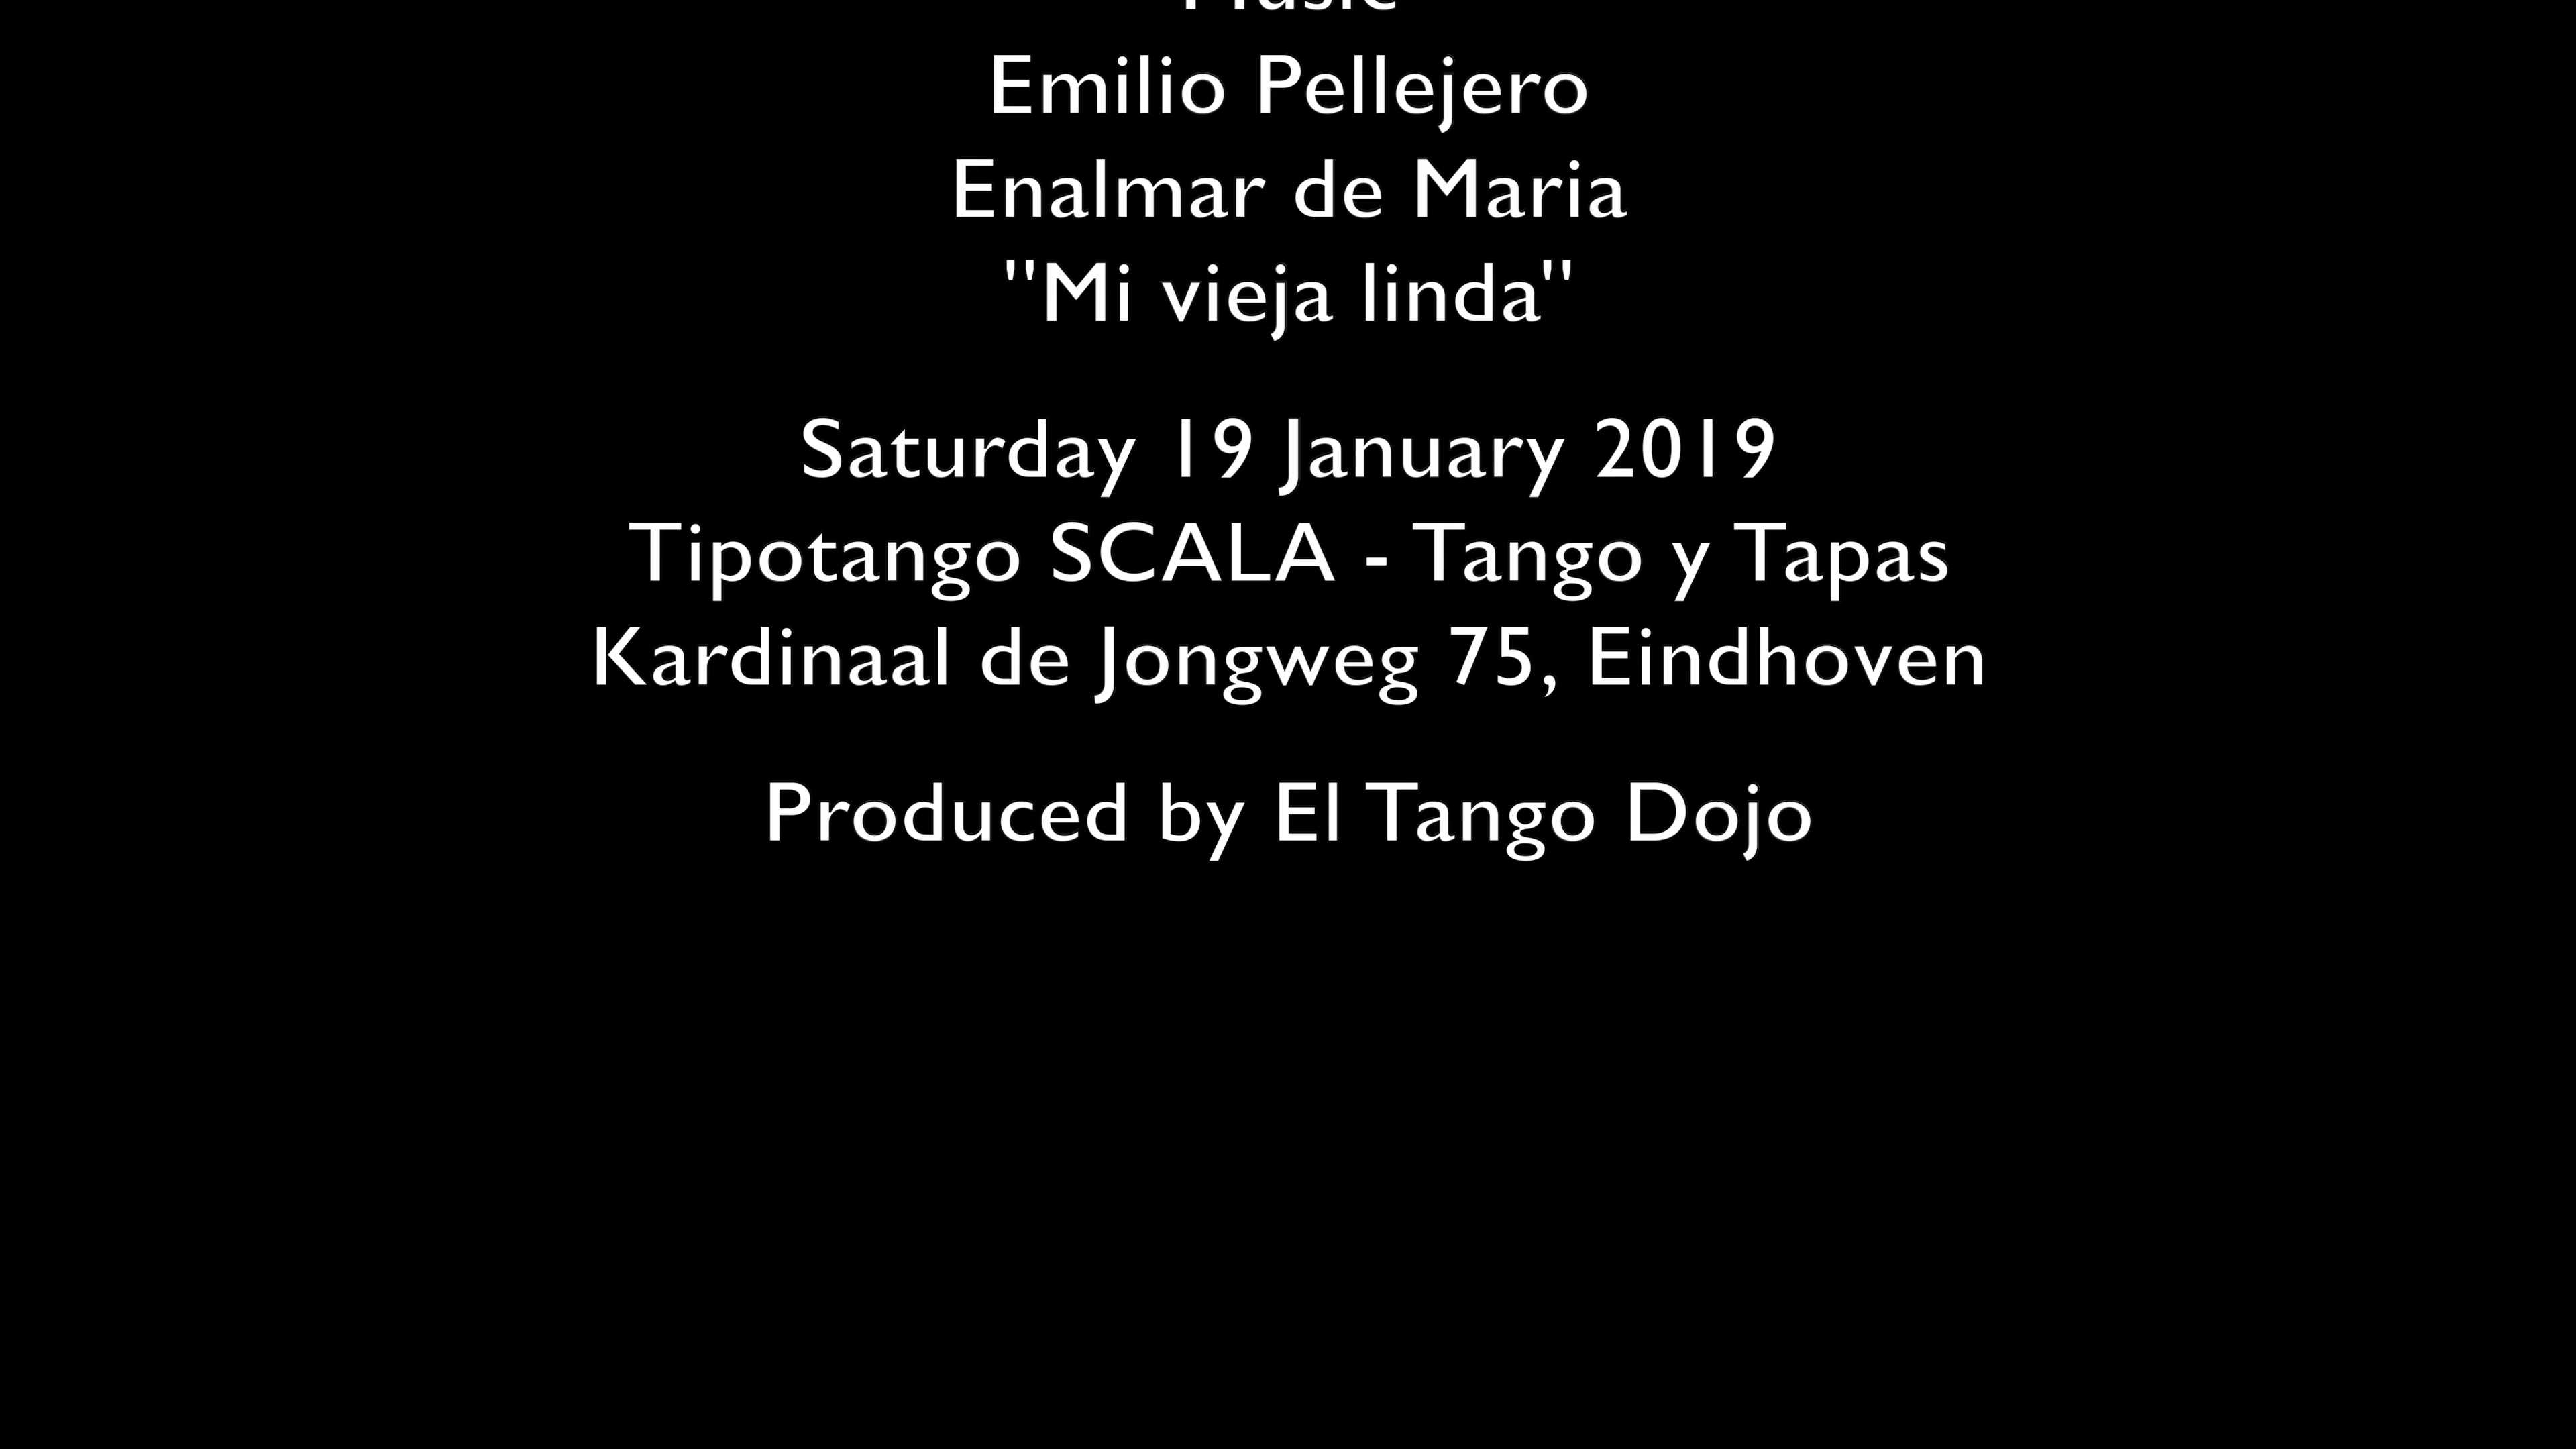 Music
Emilio Pellejero
Enalmar de Maria
"Mi vieja linda"
Saturday 19 January 2019
Tipotango SCALA - Tango y Tapas
Kardinaal de Jongweg 75, Eindhoven
Produced by El Tango Dojo